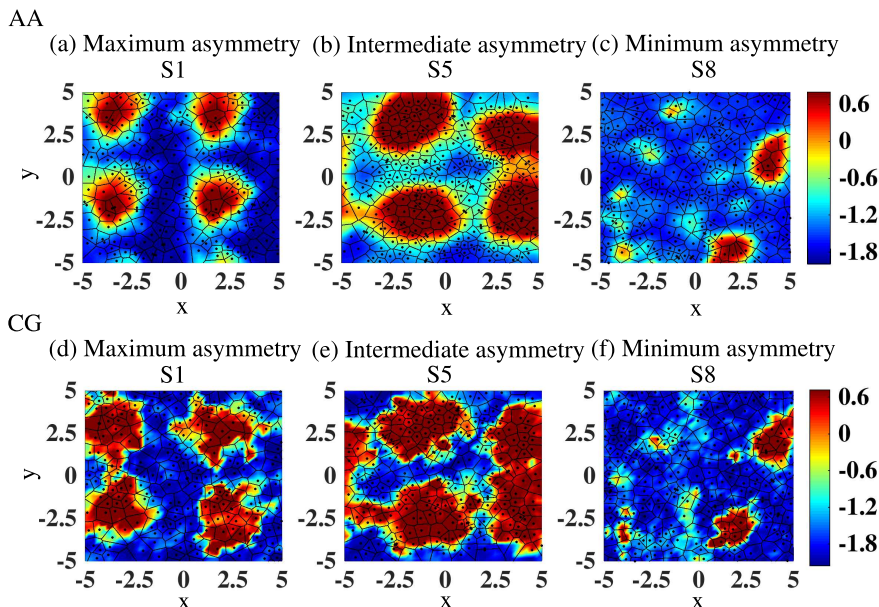 AA
(a) Maximum asymmetry (b) Intermediate asymmetry (c) Minimum asymmetry
S1 S5 S8
5 5 5 0.6
2.5 2.5 2.5 0
y 0 0 0 -0.6
-2.5 -2.5 -2.5 -1.2
-5 -5 -5 -1.8
-5 -2.5 0 2.5 5 -5 -2.5 0 2.5 5 -5 -2.5 0 2.5 5
x x x
CG
(d) Maximum asymmetry (e) Intermediate asymmetry (f) Minimum asymmetry
S1 S5 S8
5 5 5 0.6
2.5 2.5 2.5 0
y 0 0 0 -0.6
-2.5 -2.5 -2.5 -1.2
-5 -5 -5 -1.8
-5 -2.5 0 2.5 5 -5 -2.5 0 2.5 5 -5 -2.5 0 2.5 5
x x x